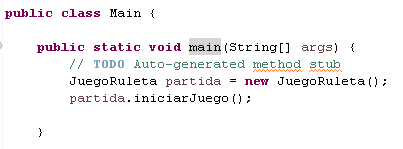 public class Main {
public static void main(String[] args) {
// TODO Auto-generated method stub
JuegoRuleta partida = new JuegoRuleta();
partida.iniciarJuego();
}